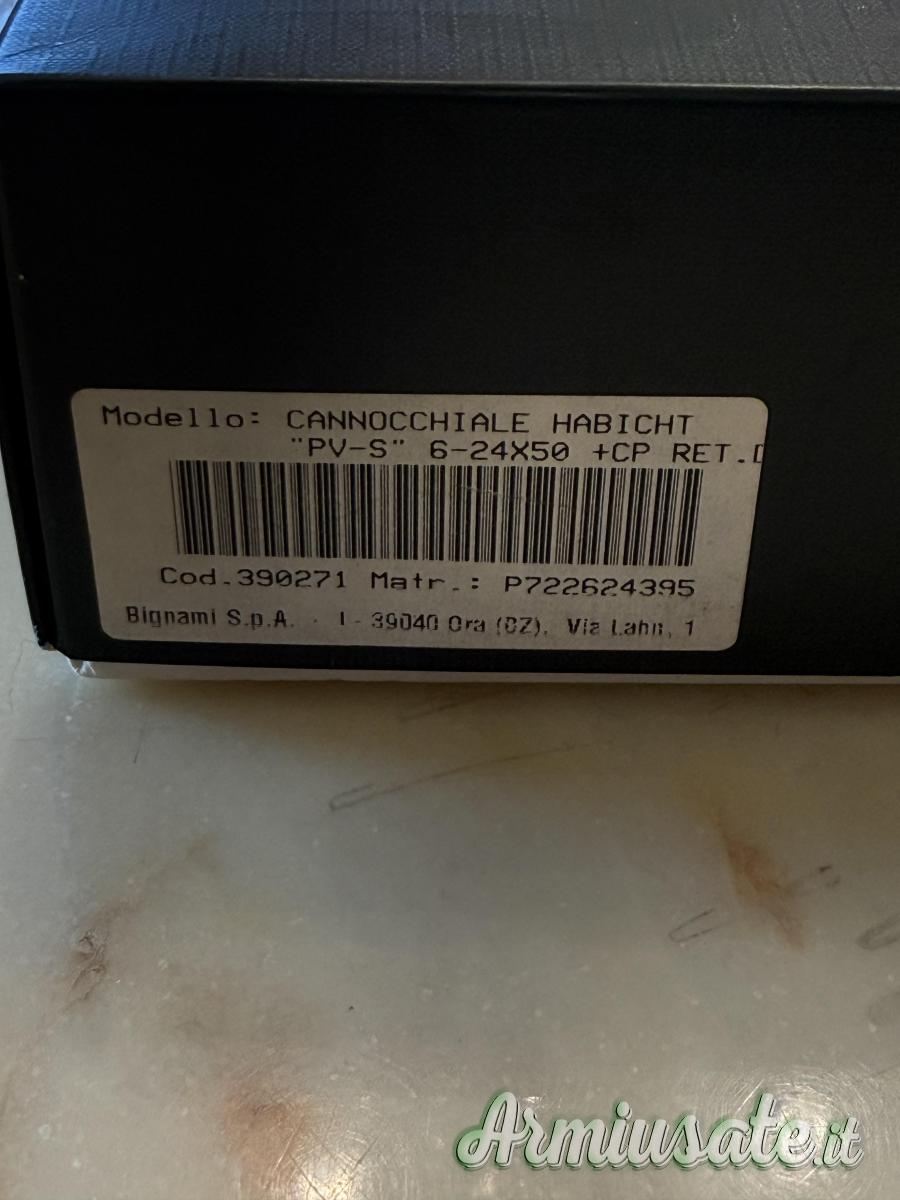 Modello: CANNOCCHIALE HABICHT
"PV-S" 6-24X50 +CP RET.
Cod.390271 Matr.: P722624395
Bignami S.p.A. · I - 39040 Ora (BZ), Via Lahn, 1
Armiusate.it